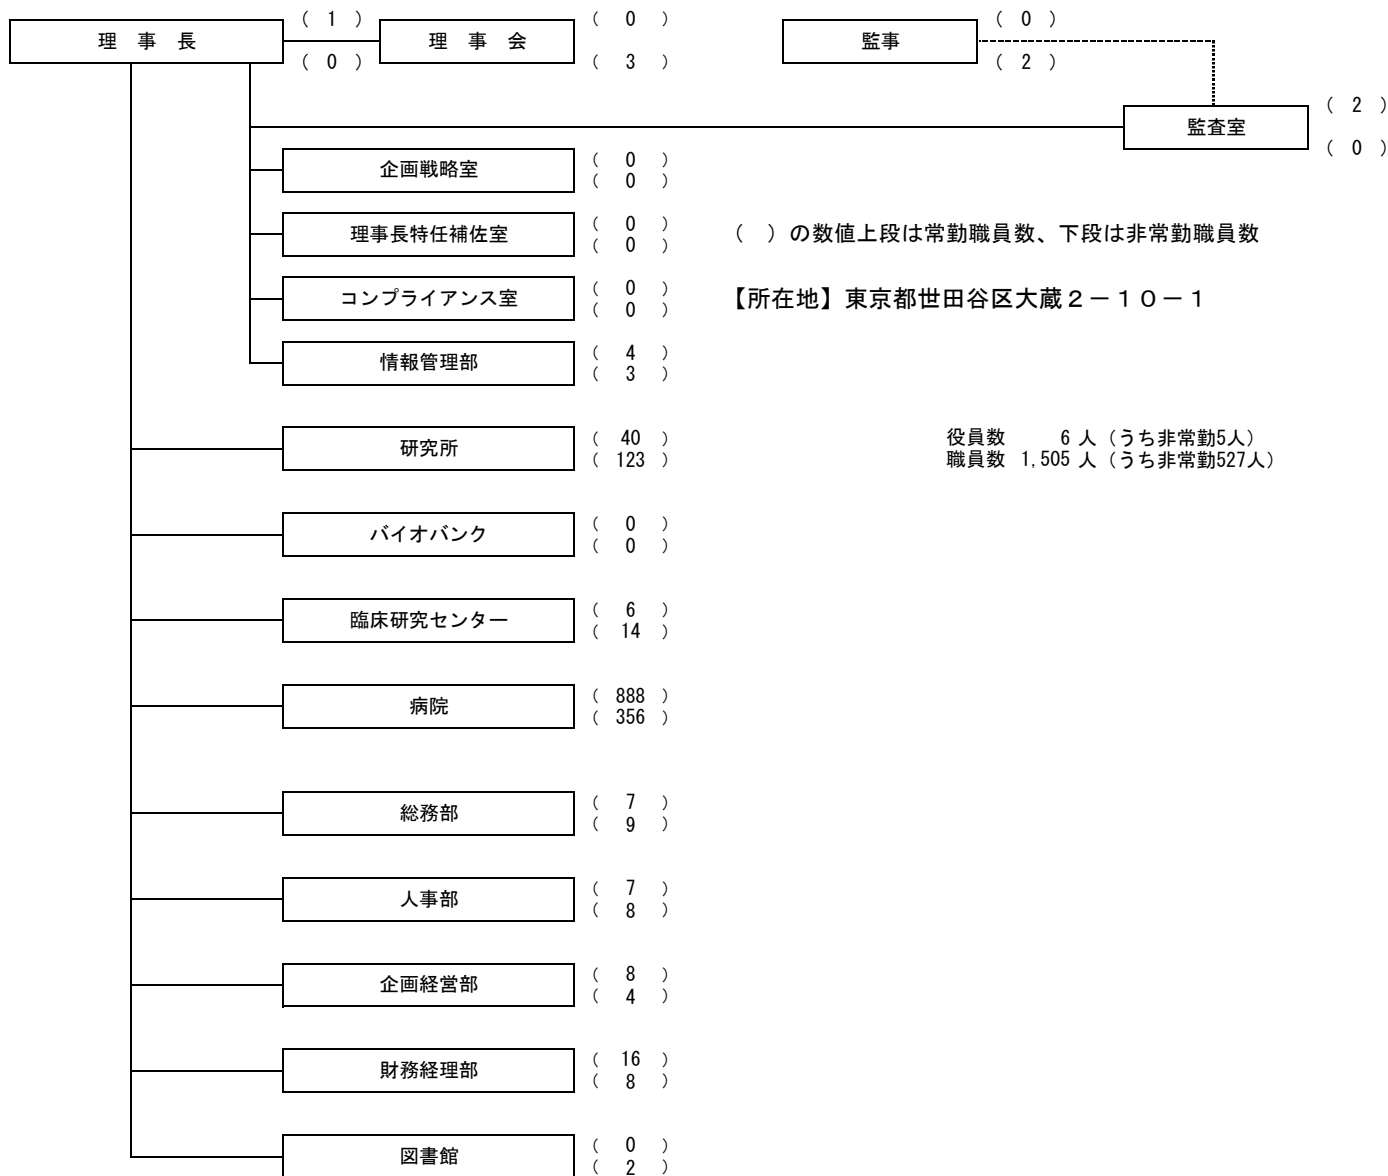 理　事　長
（　1　）
（　0　）
理　事　会
（　0　）
（　3　）
監事
（　0　）
（　2　）
監査室
（　2　）
（　0　）
企画戦略室
（　0　）
（　0　）
理事長特任補佐室
（　0　）
（　0　）
（　）の数値上段は常勤職員数、下段は非常勤職員数
コンプライアンス室
（　0　）
（　0　）
【所在地】東京都世田谷区大蔵２－１０－１
情報管理部
（　4　）
（　3　）
研究所
（　40　）
（　123　）
役員数　6 人（うち非常勤5人）
職員数　1,505 人（うち非常勤527人）
バイオバンク
（　0　）
（　0　）
臨床研究センター
（　6　）
（　14　）
病院
（　888　）
（　356　）
総務部
（　7　）
（　9　）
人事部
（　7　）
（　8　）
企画経営部
（　8　）
（　4　）
財務経理部
（　16　）
（　8　）
図書館
（　0　）
（　2　）